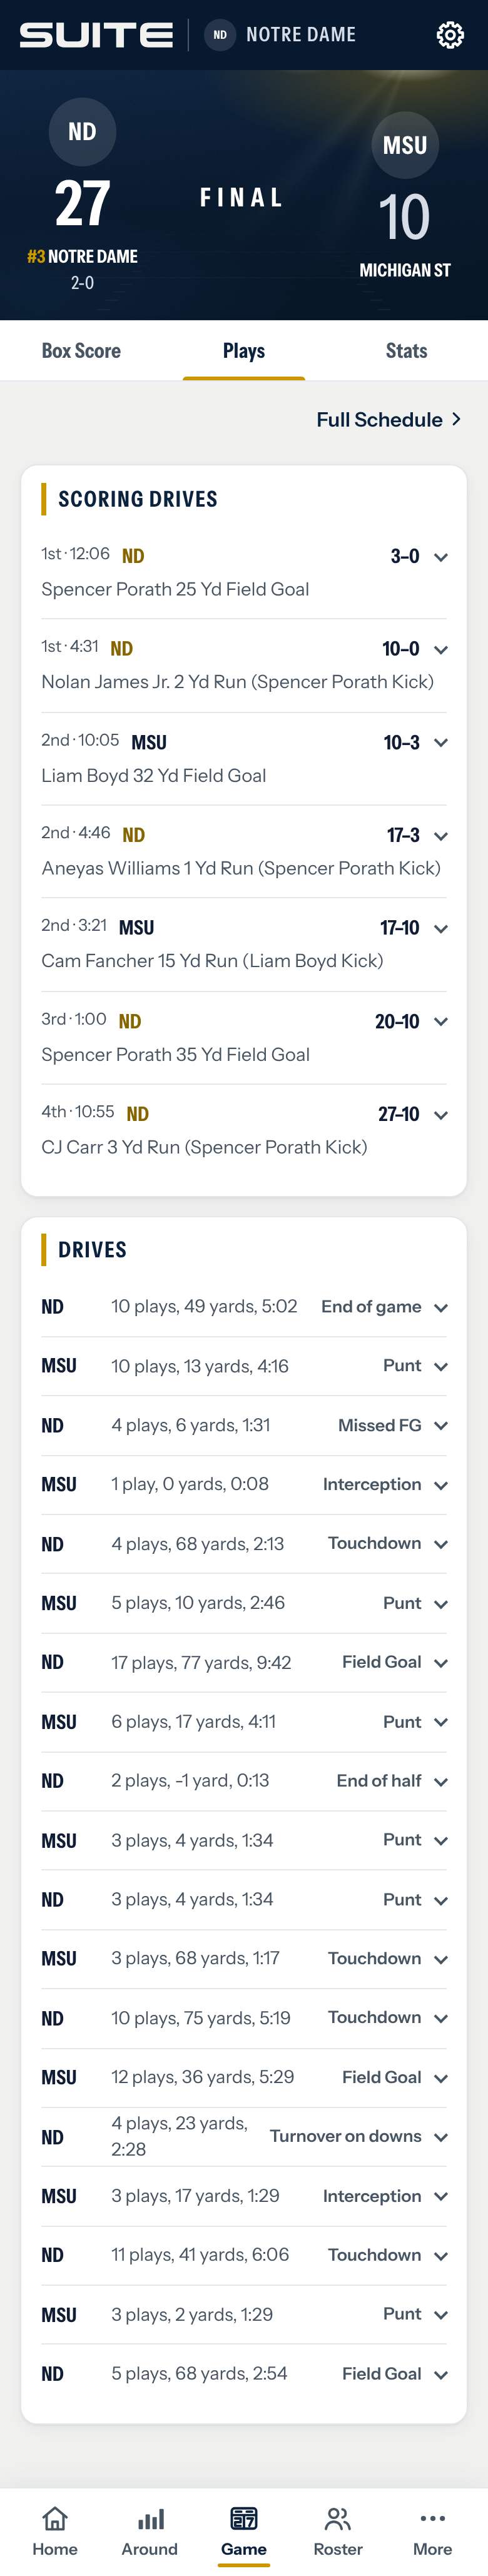 SUITE ND NOTRE DAME
ND MSU
27 FINAL 10
#3 NOTRE DAME MICHIGAN ST
2-0
Box Score Plays Stats
Full Schedule
SCORING DRIVES
1st · 12:06 ND 3–0
Spencer Porath 25 Yd Field Goal
1st · 4:31 ND 10–0
Nolan James Jr. 2 Yd Run (Spencer Porath Kick)
2nd · 10:05 MSU 10–3
Liam Boyd 32 Yd Field Goal
2nd · 4:46 ND 17–3
Aneyas Williams 1 Yd Run (Spencer Porath Kick)
2nd · 3:21 MSU 17–10
Cam Fancher 15 Yd Run (Liam Boyd Kick)
3rd · 1:00 ND 20–10
Spencer Porath 35 Yd Field Goal
4th · 10:55 ND 27–10
CJ Carr 3 Yd Run (Spencer Porath Kick)
DRIVES
ND 10 plays, 49 yards, 5:02 End of game
MSU 10 plays, 13 yards, 4:16 Punt
ND 4 plays, 6 yards, 1:31 Missed FG
MSU 1 play, 0 yards, 0:08 Interception
ND 4 plays, 68 yards, 2:13 Touchdown
MSU 5 plays, 10 yards, 2:46 Punt
ND 17 plays, 77 yards, 9:42 Field Goal
MSU 6 plays, 17 yards, 4:11 Punt
ND 2 plays, -1 yard, 0:13 End of half
MSU 3 plays, 4 yards, 1:34 Punt
ND 3 plays, 4 yards, 1:34 Punt
MSU 3 plays, 68 yards, 1:17 Touchdown
ND 10 plays, 75 yards, 5:19 Touchdown
MSU 12 plays, 36 yards, 5:29 Field Goal
ND 4 plays, 23 yards, 2:28 Turnover on downs
MSU 3 plays, 17 yards, 1:29 Interception
ND 11 plays, 41 yards, 6:06 Touchdown
MSU 3 plays, 2 yards, 1:29 Punt
ND 5 plays, 68 yards, 2:54 Field Goal
Home Around Game Roster More